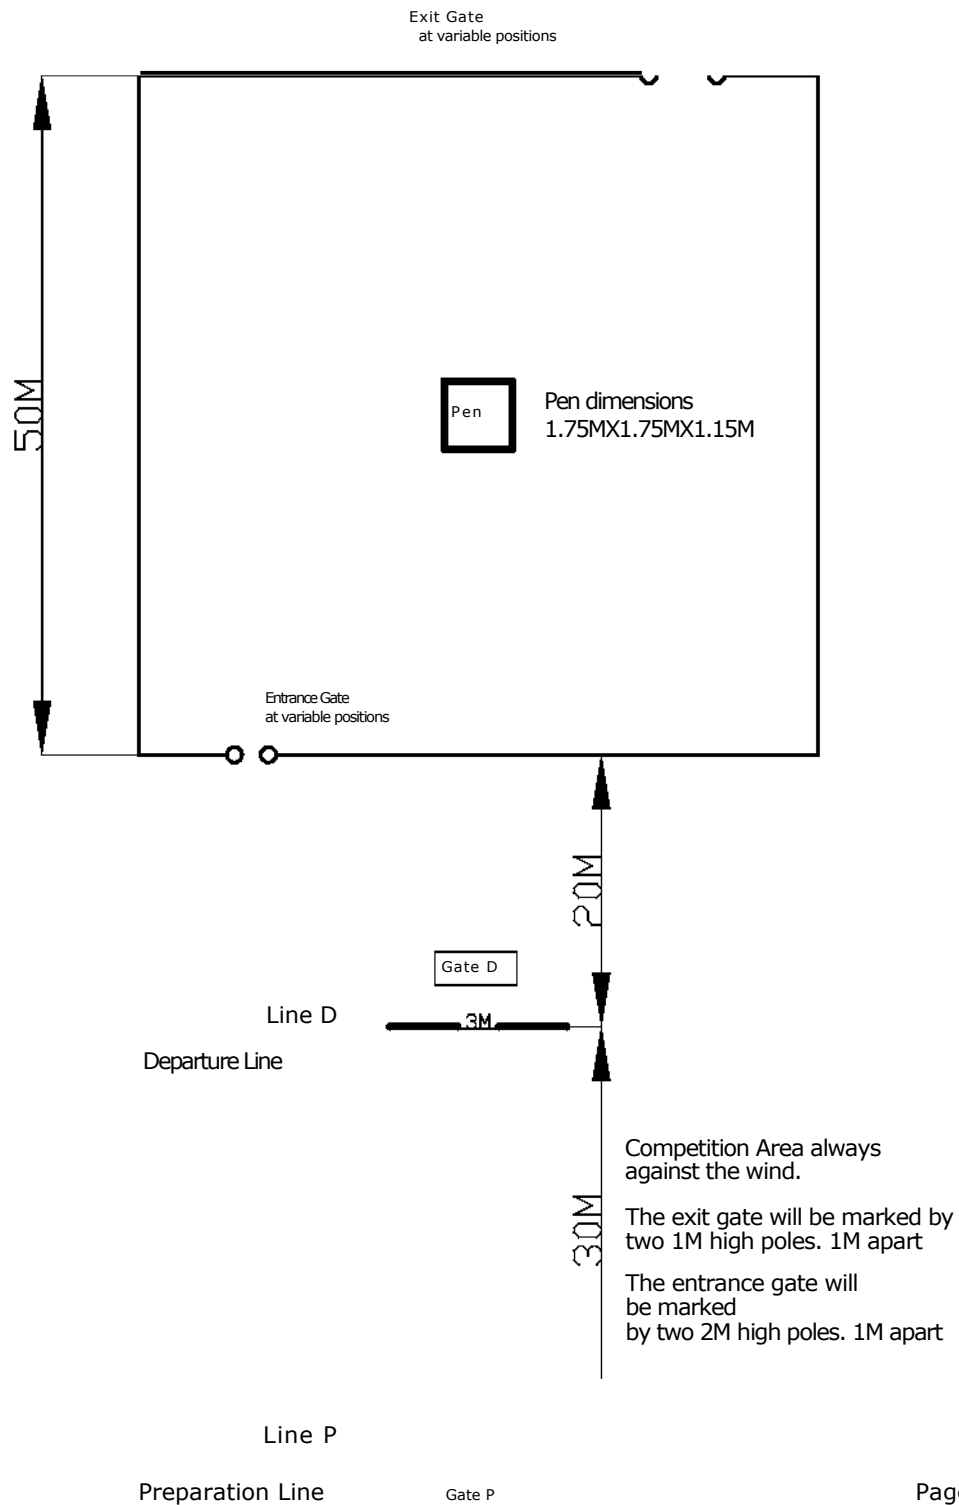 Exit Gate
at variable positions
50M
Pen
Pen dimensions
1.75MX1.75MX1.15M
Entrance Gate
at variable positions
20M
Gate D
Line D
3M
Departure Line
Competition Area always
against the wind.
30M
The exit gate will be marked by
two 1M high poles. 1M apart
The entrance gate will
be marked
by two 2M high poles. 1M apart
Line P
Preparation Line
Gate P